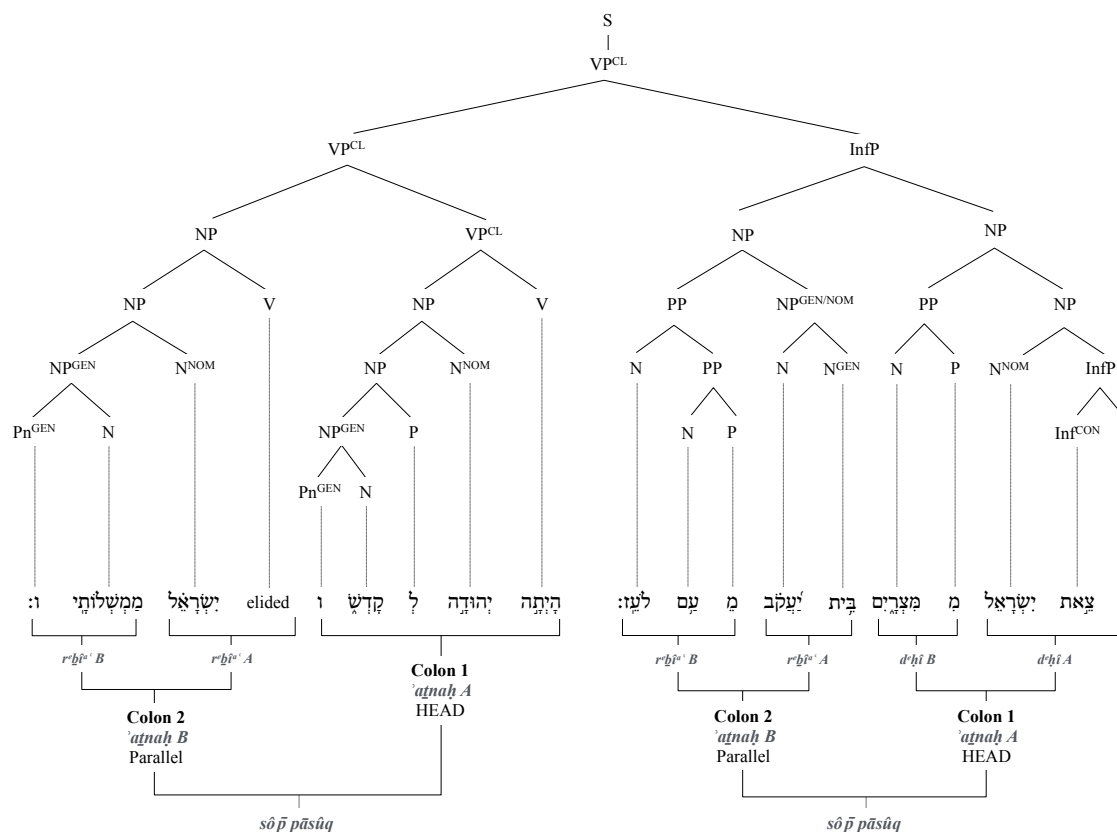 S
VP^CL
VP^CL InfP
NP VP^CL NP NP
NP V NP V PP NP^GEN/NOM PP NP
NP^GEN N^NOM NP N^NOM N PP N N^GEN N P N^NOM InfP
Pn^GEN N NP^GEN P N P Inf^CON
Pn^GEN N
צֵ֣את יִשְׂרָאֵל מִ מִּצְרָ֑יִם בֵּ֥ית יַ֝עֲקֹב מֵ עַ֥ם לֹעֵֽז׃ הָיְתָ֣ה יְהוּדָ֣ה לְ קָדְשׁ֑ ו elided יִשְׂרָאֵ֗ל מַמְשְׁלוֹתָֽי ו׃
rᵉḇîᵃʿ B rᵉḇîᵃʿ A rᵉḇîᵃʿ B rᵉḇîᵃʿ A dᵉḥî B dᵉḥî A
Colon 1
ʾaṯnaḥ A
HEAD
Colon 2
ʾaṯnaḥ B
Parallel
Colon 2
ʾaṯnaḥ B
Parallel
Colon 1
ʾaṯnaḥ A
HEAD
sôp̄ pāsûq sôp̄ pāsûq